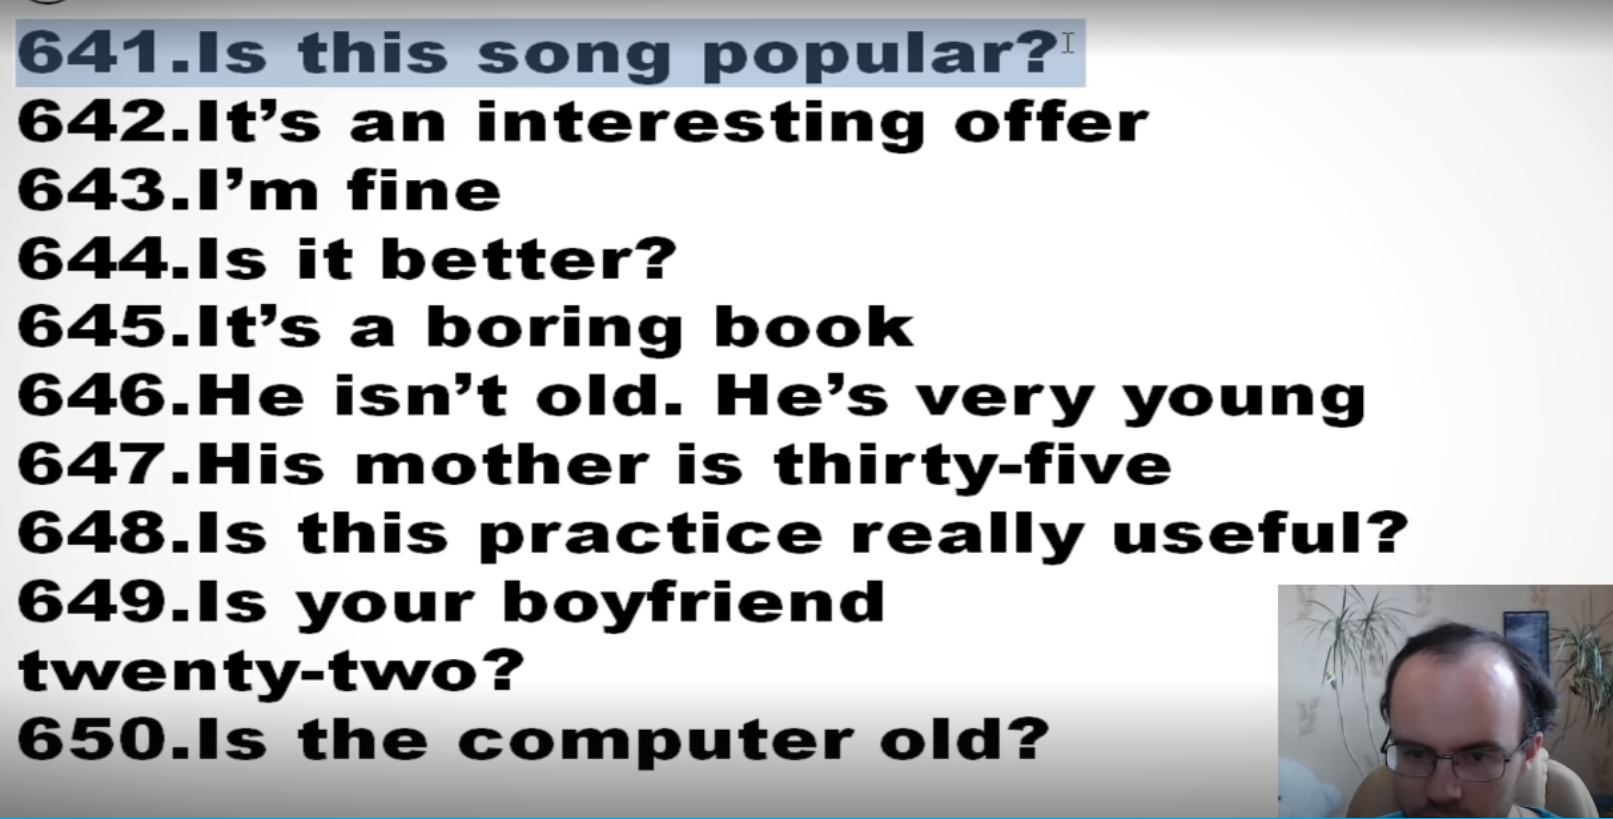 641.Is this song popular?
642.It’s an interesting offer
643.I’m fine
644.Is it better?
645.It’s a boring book
646.He isn’t old. He’s very young
647.His mother is thirty-five
648.Is this practice really useful?
649.Is your boyfriend
twenty-two?
650.Is the computer old?